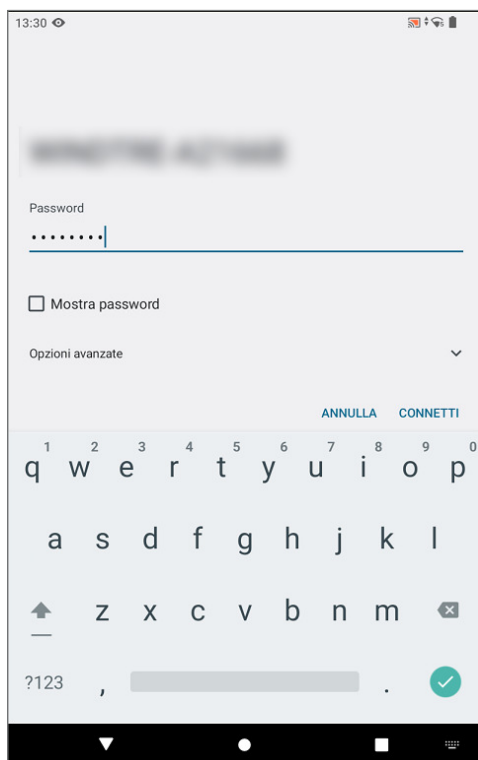 13:30
Password
••••••••
Mostra password
Opzioni avanzate
ANNULLA CONNETTI
1 2 3 4 5 6 7 8 9 0
q w e r t y u i o p
a s d f g h j k l
z x c v b n m
?123 , .